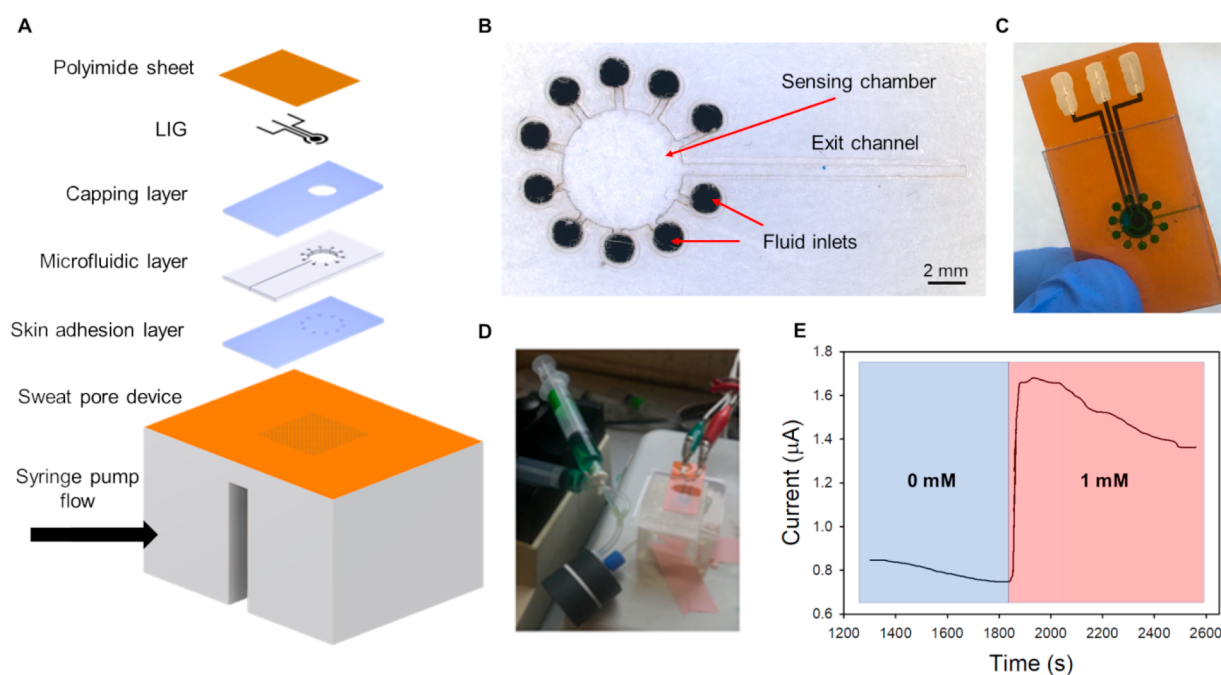 A
Polyimide sheet
LIG
Capping layer
Microfluidic layer
Skin adhesion layer
Sweat pore device
Syringe pump
flow
B
Sensing chamber
Exit channel
Fluid inlets
2 mm
C
D
E
1.8
1.6
1.4
1.2
1.0
0.8
0.6
Current (μA)
0 mM
1 mM
1200 1400 1600 1800 2000 2200 2400 2600
Time (s)